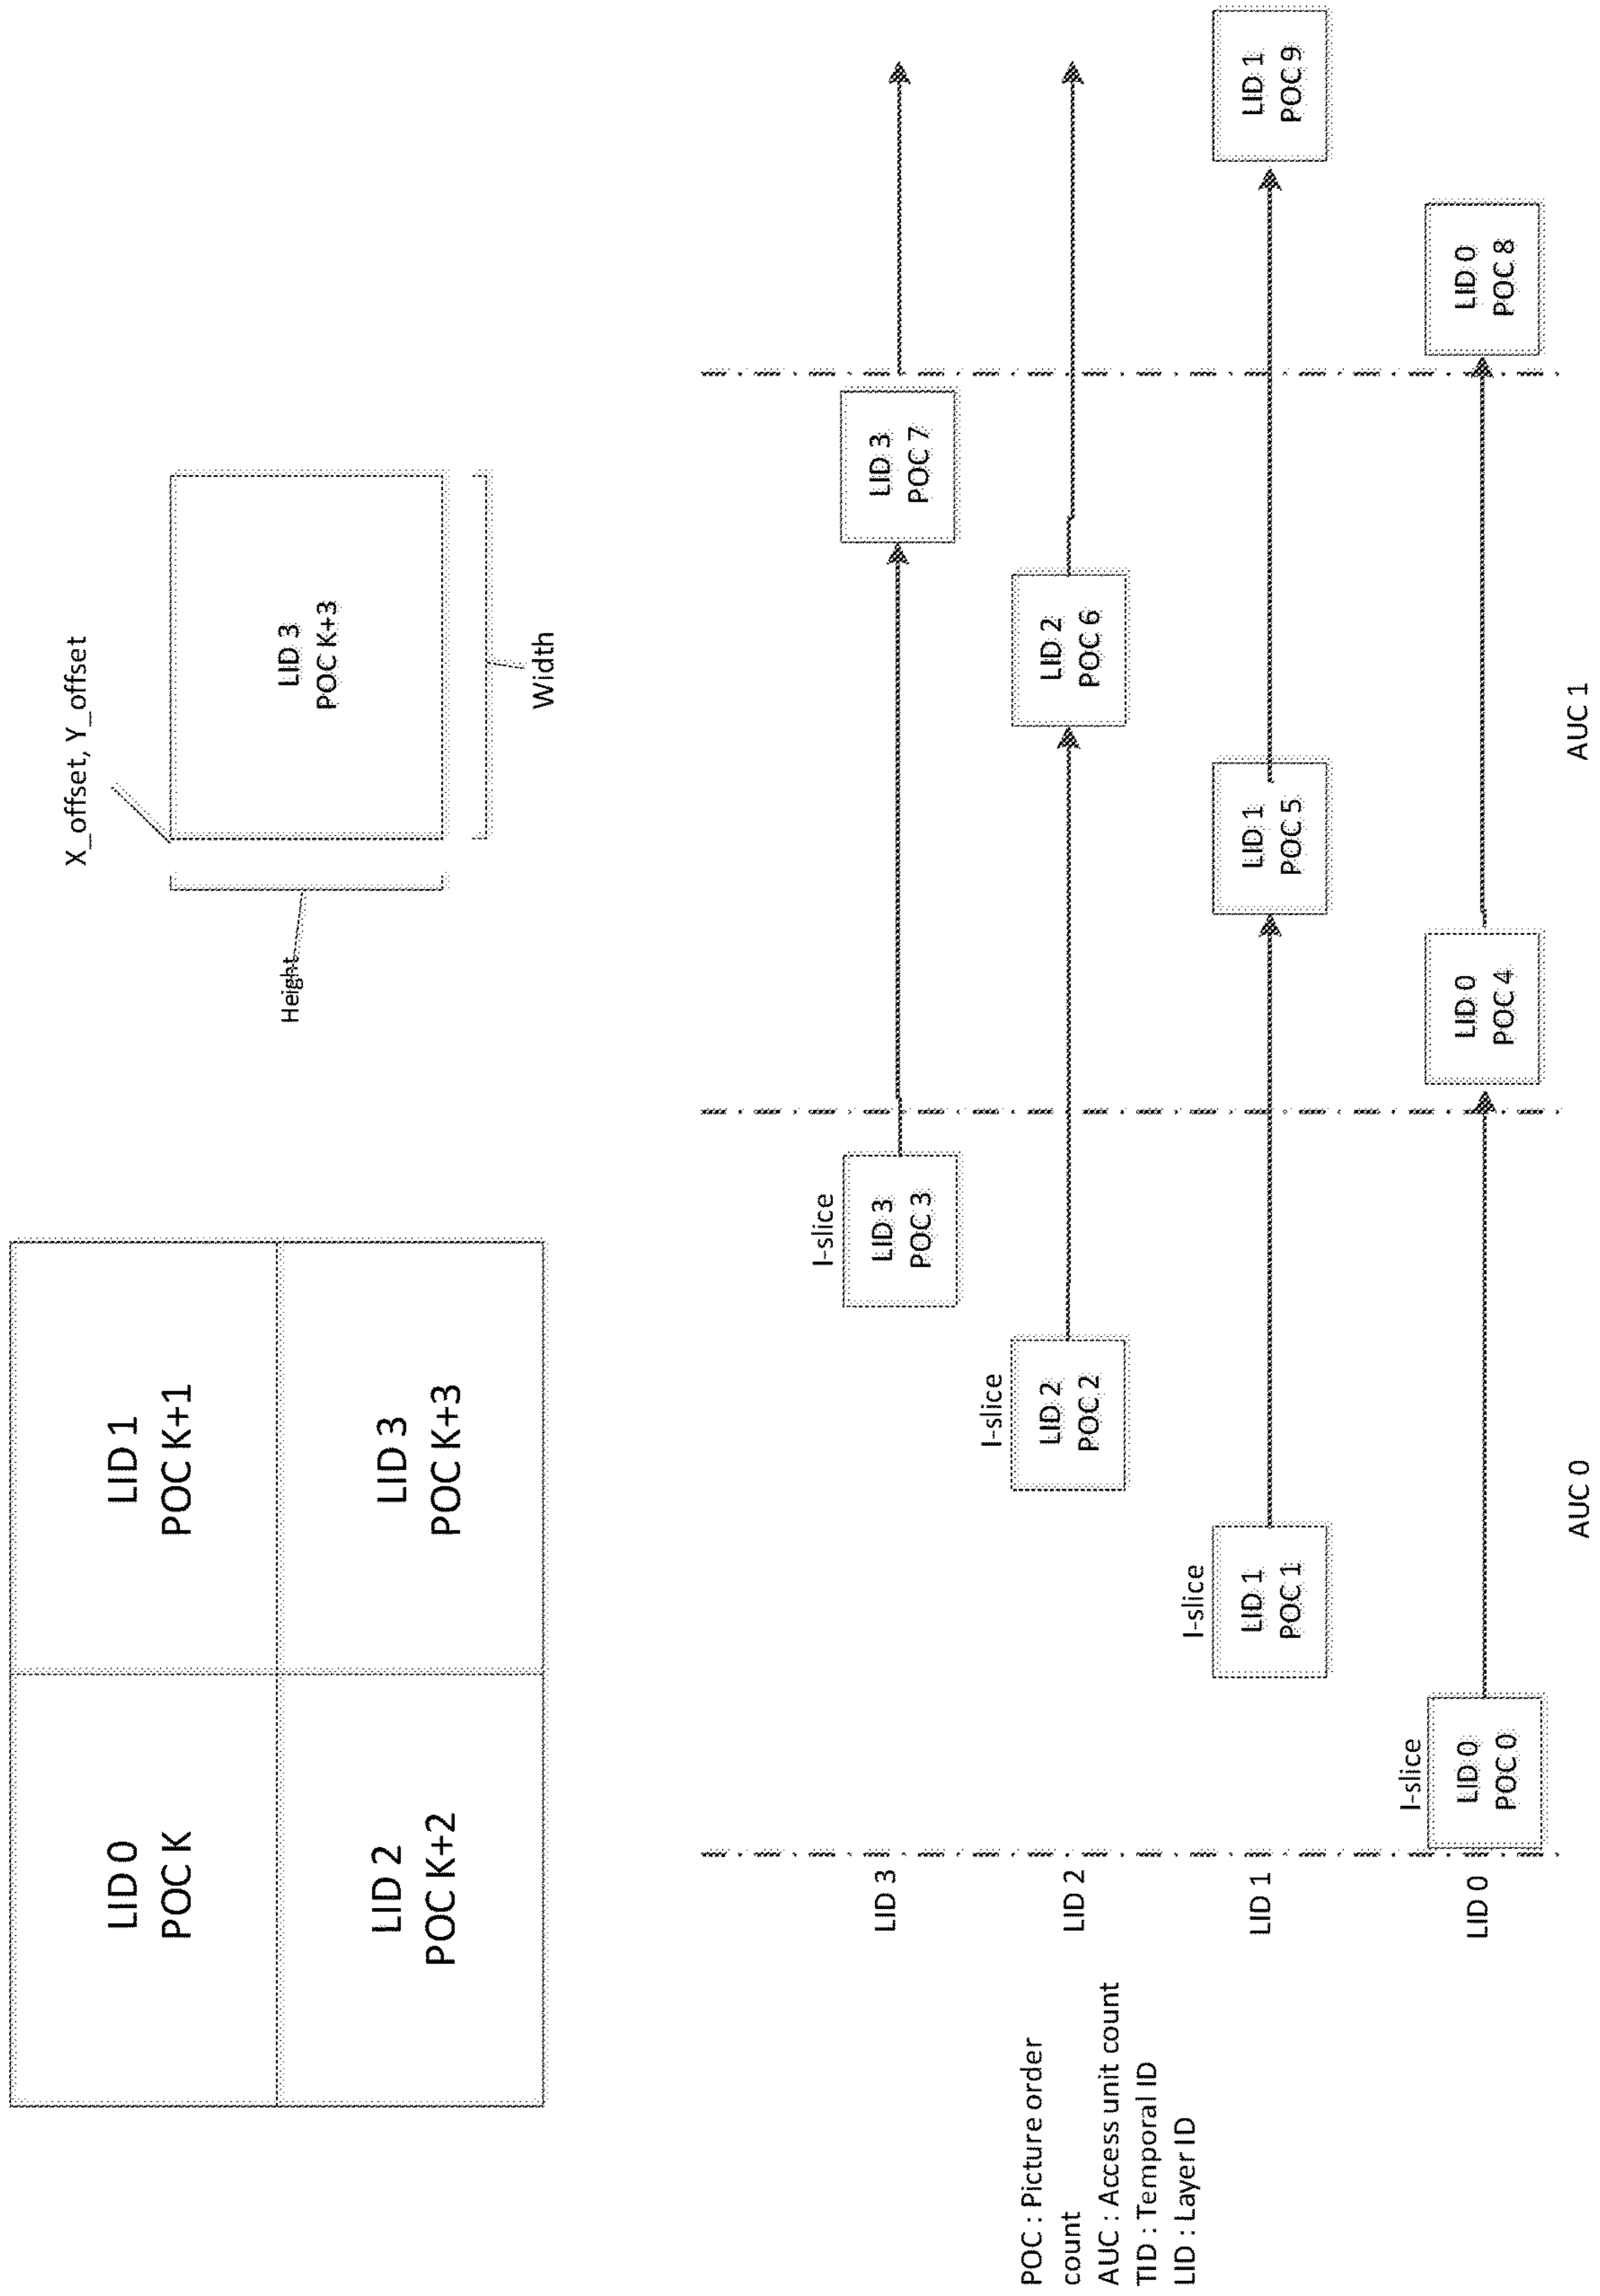 LID 0
POC K
LID 1
POC K+1
LID 2
POC K+2
LID 3
POC K+3
X_offset, Y_offset
Height
LID 3
POC K+3
Width
POC : Picture order
count
AUC : Access unit count
TID : Temporal ID
LID : Layer ID
LID 3
I-slice
LID 3
POC 3
LID 3
POC 7
LID 2
I-slice
LID 2
POC 2
LID 2
POC 6
LID 1
I-slice
LID 1
POC 1
LID 1
POC 5
LID 1
POC 9
LID 0
I-slice
LID 0
POC 0
LID 0
POC 4
LID 0
POC 8
AUC 0
AUC 1